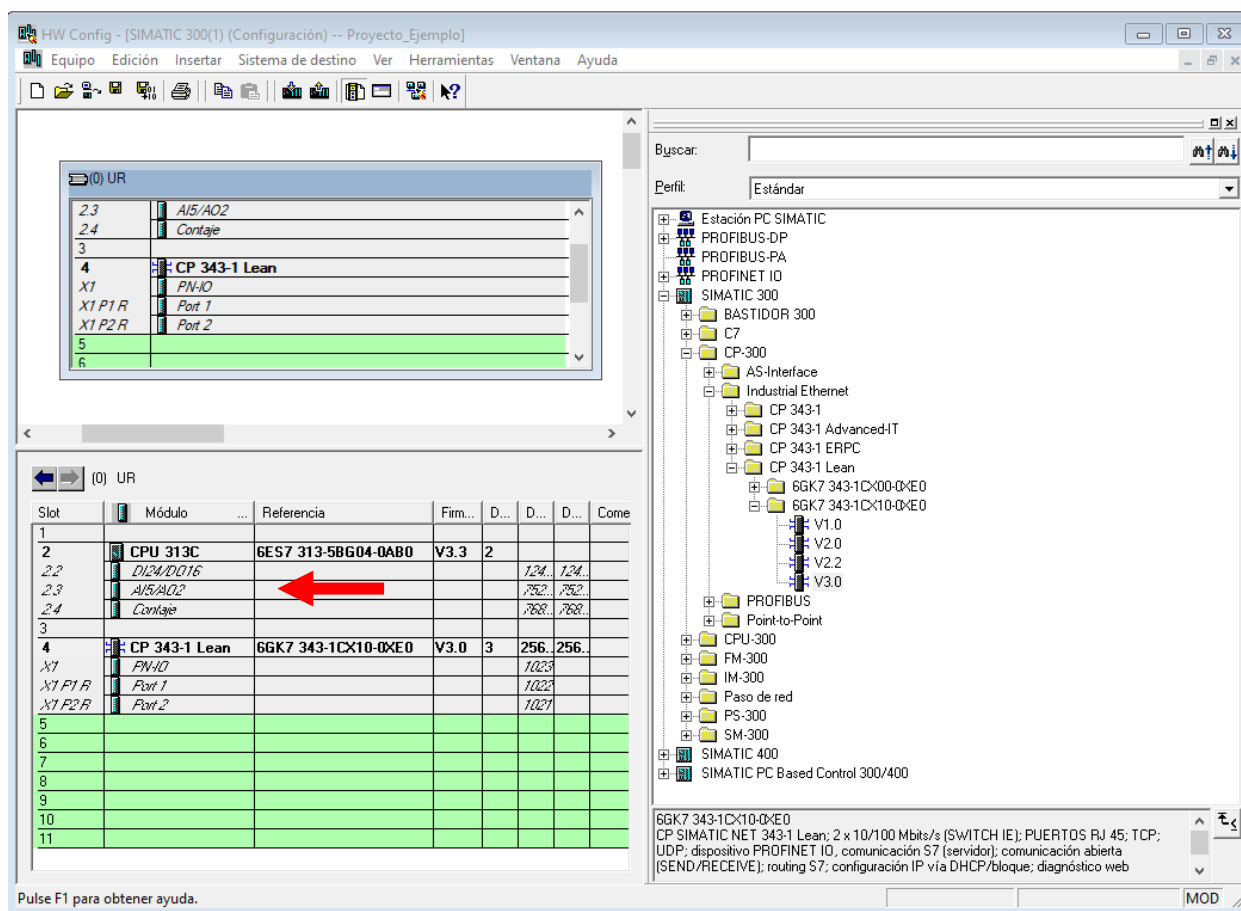 HW Config - [SIMATIC 300(1) (Configuración) -- Proyecto_Ejemplo]
Equipo Edición Insertar Sistema de destino Ver Herramientas Ventana Ayuda
(0) UR
2.3 AI5/AO2
2.4 Contaje
3
4 CP 343-1 Lean
X1 PN-IO
X1 P1 R Port 1
X1 P2 R Port 2
5
6
Buscar:
Perfil: Estándar
Estación PC SIMATIC
PROFIBUS-DP
PROFIBUS-PA
PROFINET IO
SIMATIC 300
BASTIDOR 300
C7
CP-300
AS-Interface
Industrial Ethernet
CP 343-1
CP 343-1 Advanced-IT
CP 343-1 ERPC
CP 343-1 Lean
6GK7 343-1CX00-0XE0
6GK7 343-1CX10-0XE0
V1.0
V2.0
V2.2
V3.0
PROFIBUS
Point-to-Point
CPU-300
FM-300
IM-300
Paso de red
PS-300
SM-300
SIMATIC 400
SIMATIC PC Based Control 300/400
(0) UR
Slot Módulo ... Referencia Firm... D... D... D... Come
1
2 CPU 313C 6ES7 313-5BG04-0AB0 V3.3 2
2.2 DI24/DO16 124.. 124..
2.3 AI5/AO2 752.. 752..
2.4 Contaje 768.. 768..
3
4 CP 343-1 Lean 6GK7 343-1CX10-0XE0 V3.0 3 256.. 256..
X1 PN-IO 1023
X1 P1 R Port 1 1022
X1 P2 R Port 2 1021
5
6
7
8
9
10
11
6GK7 343-1CX10-0XE0
CP SIMATIC NET 343-1 Lean; 2 x 10/100 Mbits/s (SWITCH IE); PUERTOS RJ 45; TCP;
UDP; dispositivo PROFINET IO, comunicación S7 (servidor); comunicación abierta
(SEND/RECEIVE); routing S7; configuración IP vía DHCP/bloque; diagnóstico web
Pulse F1 para obtener ayuda.
MOD